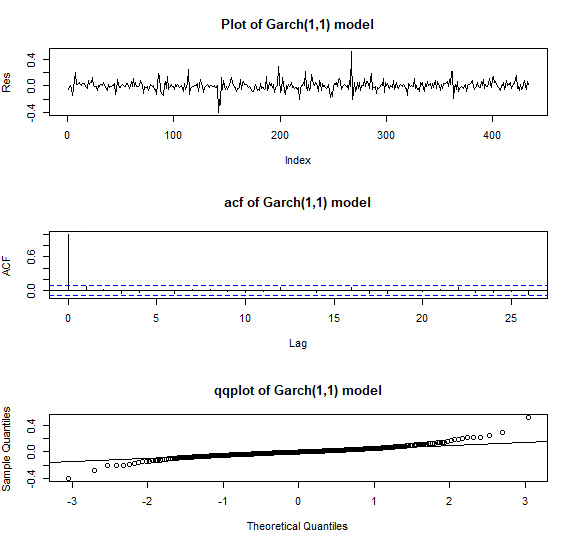 Plot of Garch(1,1) model
Res
-0.4 0.0 0.4
0 100 200 300 400
Index
acf of Garch(1,1) model
ACF
0.0 0.6
0 5 10 15 20 25
Lag
qqplot of Garch(1,1) model
Sample Quantiles
-0.4 0.0 0.4
-3 -2 -1 0 1 2 3
Theoretical Quantiles